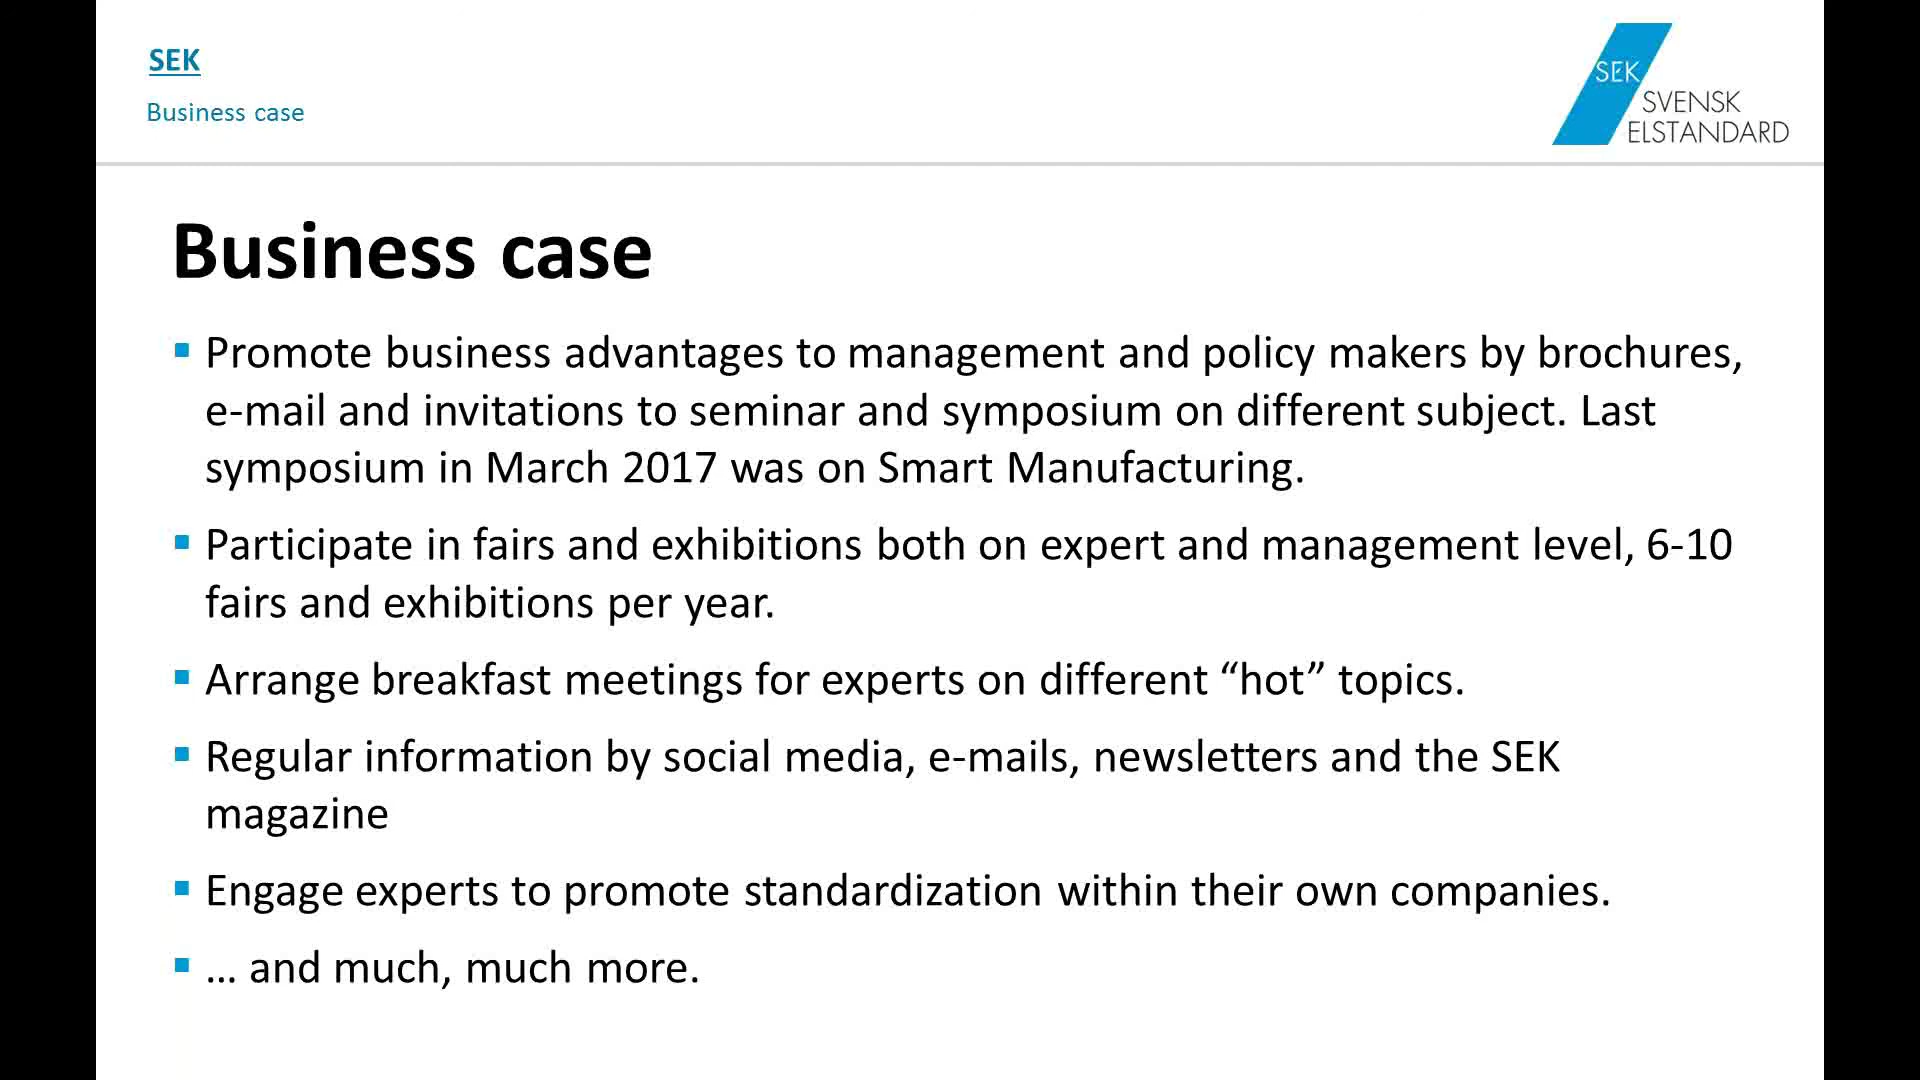 SEK
Business case
SEK
SVENSK
ELSTANDARD
Business case
▪ Promote business advantages to management and policy makers by brochures,
e-mail and invitations to seminar and symposium on different subject. Last
symposium in March 2017 was on Smart Manufacturing.
▪ Participate in fairs and exhibitions both on expert and management level, 6-10
fairs and exhibitions per year.
▪ Arrange breakfast meetings for experts on different “hot” topics.
▪ Regular information by social media, e-mails, newsletters and the SEK
magazine
▪ Engage experts to promote standardization within their own companies.
▪ … and much, much more.